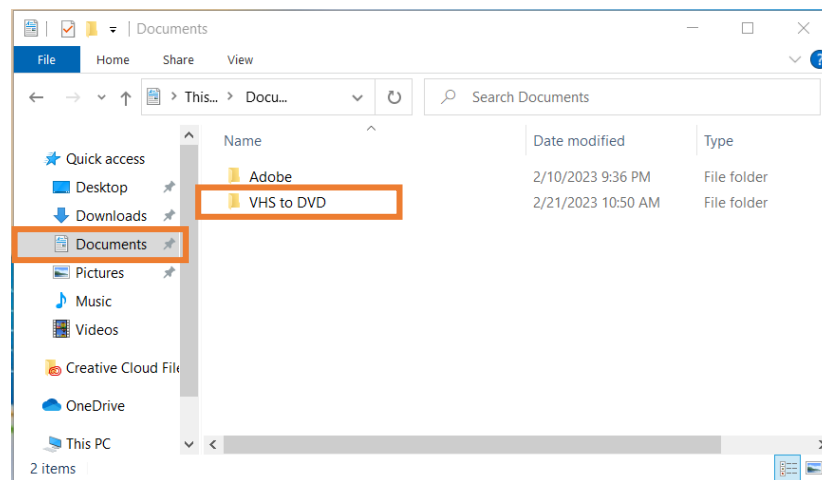 Documents
File Home Share View
This... Docu... Search Documents
Name Date modified Type
Quick access
Desktop
Downloads
Documents
Pictures
Music
Videos
Creative Cloud File
OneDrive
This PC
Adobe 2/10/2023 9:36 PM File folder
VHS to DVD 2/21/2023 10:50 AM File folder
2 items